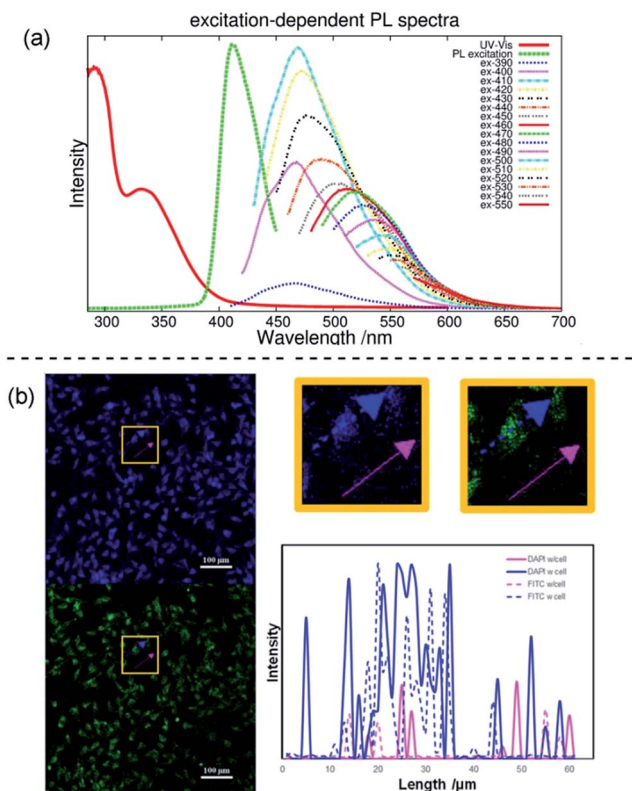 excitation-dependent PL spectra
(a)
UV-Vis
PL excitation
ex-390
ex-400
ex-410
ex-420
ex-430
ex-440
ex-450
ex-460
ex-470
ex-480
ex-490
ex-500
ex-510
ex-520
ex-530
ex-540
ex-550
Intensity
300 350 400 450 500 550 600 650 700
Wavelength /nm
(b)
100 μm
100 μm
DAPI w/cell
DAPI w cell
FITC w/cell
FITC w cell
Intensity
0 10 20 30 40 50 60
Length /μm